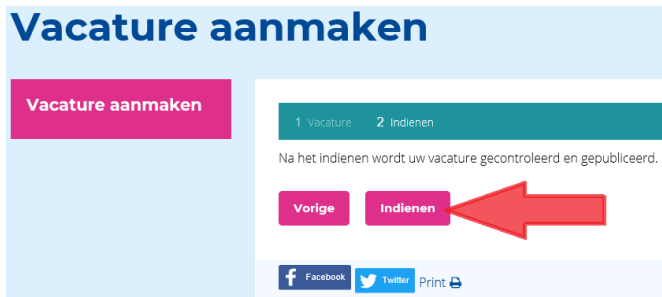 Vacature aanmaken
Vacature aanmaken
1 Vacature 2 Indienen
Na het indienen wordt uw vacature gecontroleerd en gepubliceerd.
Vorige Indienen
Facebook Twitter Print